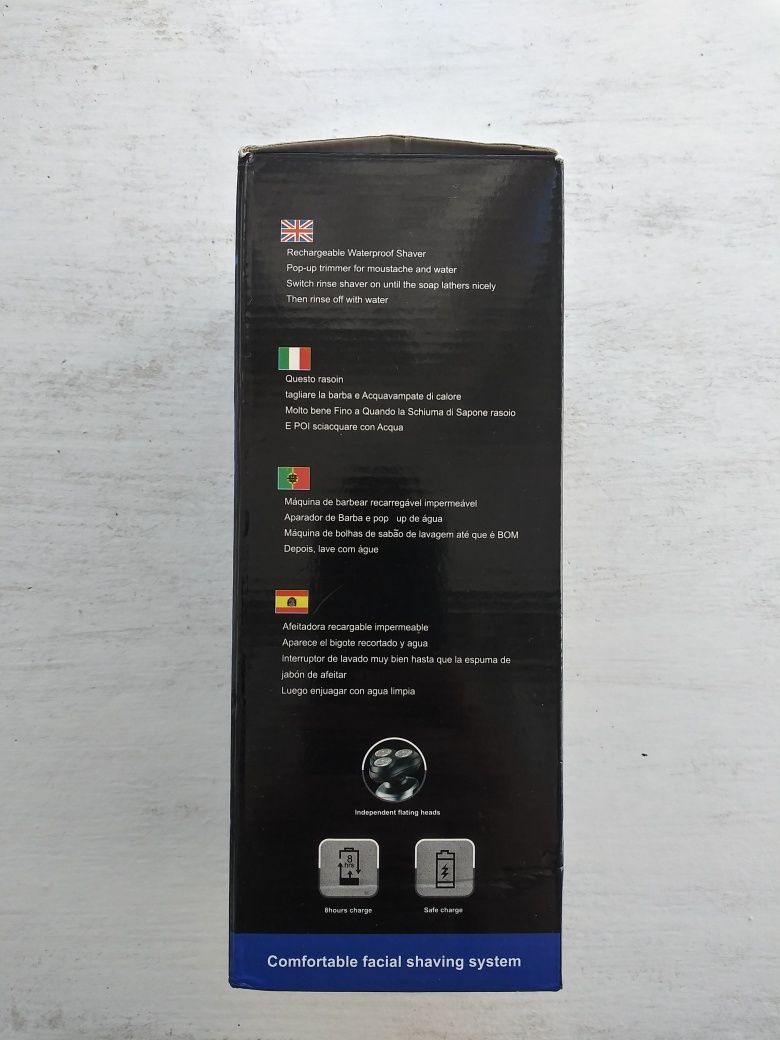 Rechargeable Waterproof Shaver
Pop-up trimmer for moustache and water
Switch rinse shaver on until the soap lathers nicely
Then rinse off with water
Questo rasoin
tagliare la barba e Acquavampate di calore
Molto bene Fino a Quando la Schiuma di Sapone rasoio
E POI sciacquare con Acqua
Máquina de barbear recarregável impermeável
Aparador de Barba e pop up de água
Máquina de bolhas de sabão de lavagem até que é BOM
Depois, lave com águe
Afeitadora recargable impermeable
Aparece el bigote recortado y agua
Interruptor de lavado muy bien hasta que la espuma de
jabón de afeitar
Luego enjuagar con agua limpia
Independent flating heads
8
hrs
8hours charge
Safe charge
Comfortable facial shaving system